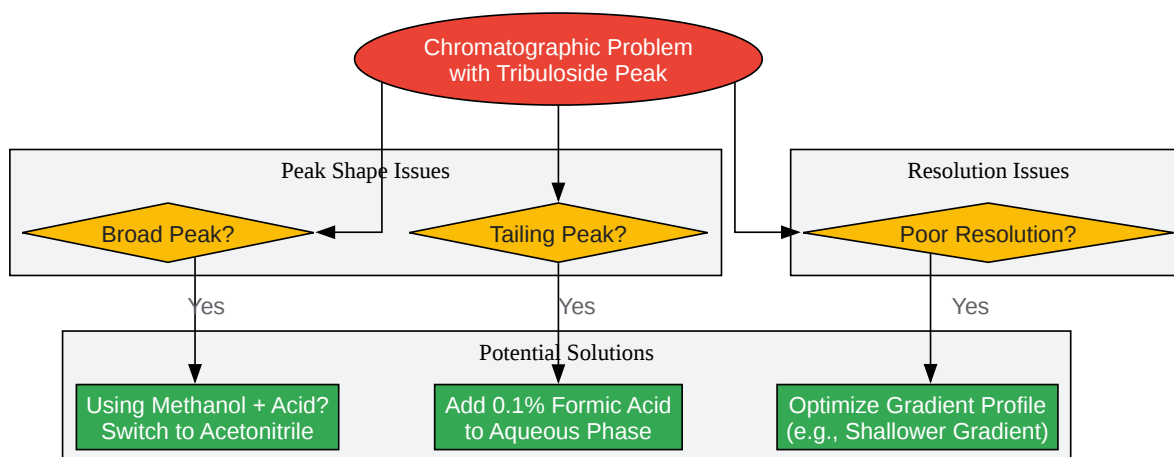 Chromatographic Problem
with Tribuloside Peak
Peak Shape Issues
Resolution Issues
Broad Peak?
Tailing Peak?
Poor Resolution?
Yes
Yes
Yes
Potential Solutions
Using Methanol + Acid?
Switch to Acetonitrile
Add 0.1% Formic Acid
to Aqueous Phase
Optimize Gradient Profile
(e.g., Shallower Gradient)